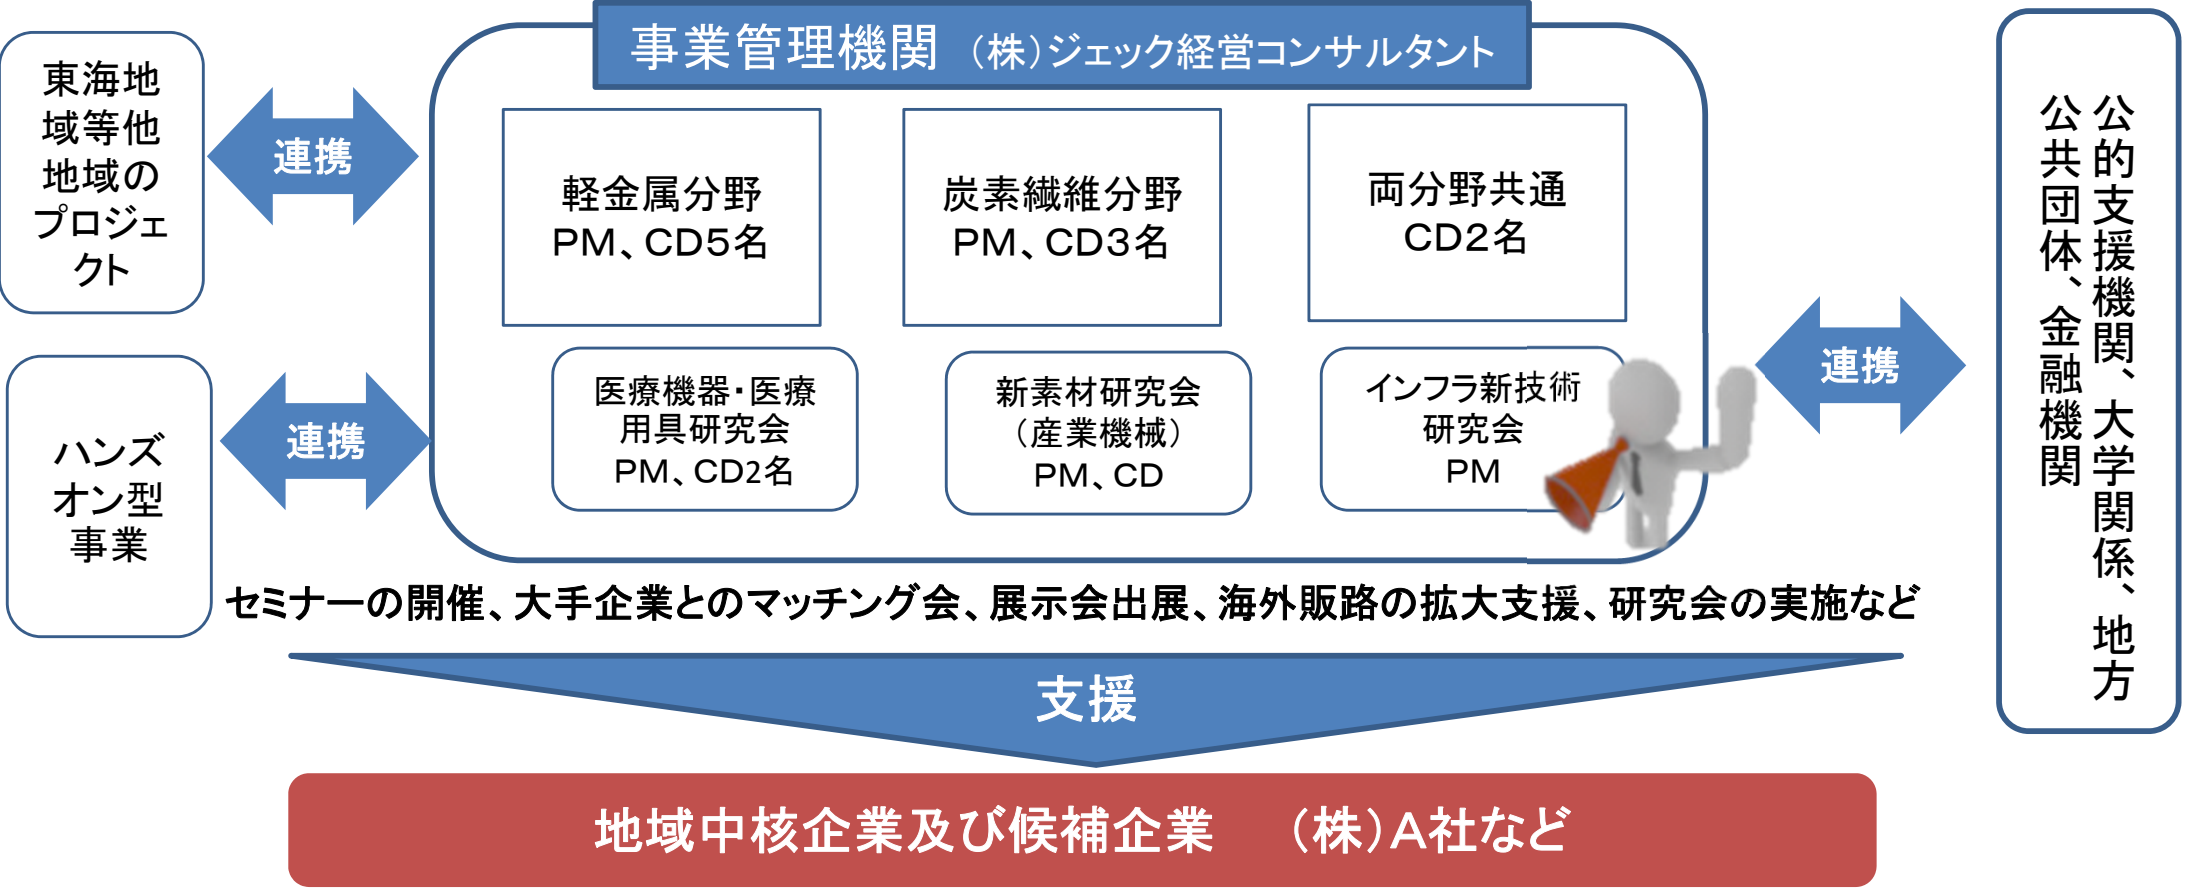 事業管理機関 （株）ジェック経営コンサルタント
東海地
域等他
地域の
プロジェ
クト
連携
軽金属分野
ＰＭ、ＣＤ５名
炭素繊維分野
ＰＭ、ＣＤ３名
両分野共通
ＣＤ２名
ハンズ
オン型
事業
連携
医療機器・医療
用具研究会
ＰＭ、ＣＤ2名
新素材研究会
（産業機械）
ＰＭ、ＣＤ
インフラ新技術
研究会
ＰＭ
連携
公的支援機関、大学関係、地方
公共団体、金融機関
セミナーの開催、大手企業とのマッチング会、展示会出展、海外販路の拡大支援、研究会の実施など
支援
地域中核企業及び候補企業 （株）Ａ社など